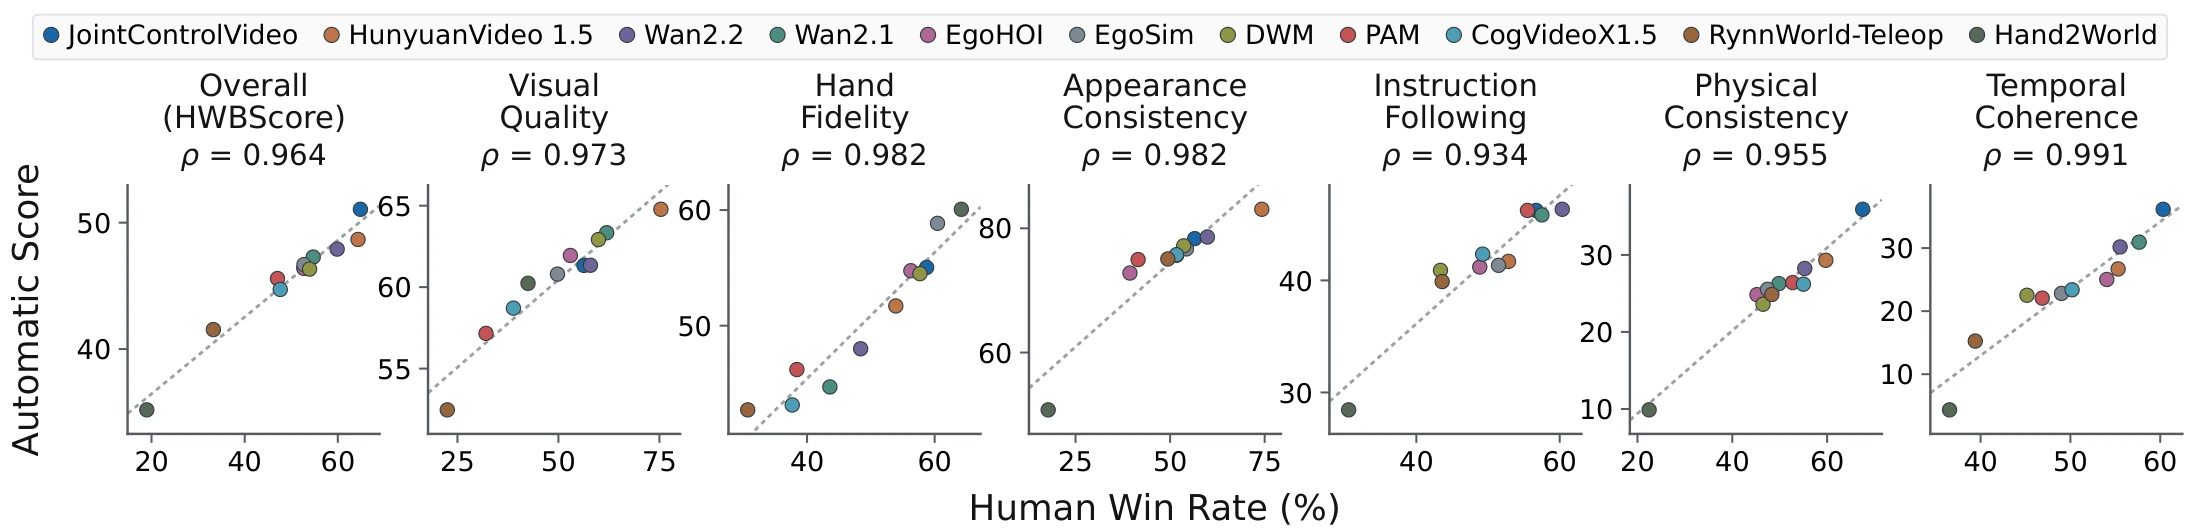 JointControlVideo HunyuanVideo 1.5 Wan2.2 Wan2.1 EgoHOI EgoSim DWM PAM CogVideoX1.5 RynnWorld-Teleop Hand2World
Overall
(HWBScore)
ρ = 0.964
Visual
Quality
ρ = 0.973
Hand
Fidelity
ρ = 0.982
Appearance
Consistency
ρ = 0.982
Instruction
Following
ρ = 0.934
Physical
Consistency
ρ = 0.955
Temporal
Coherence
ρ = 0.991
Automatic Score
50
40
20 40 60
65
60
55
25 50 75
60
50
40 60
80
60
25 50 75
40
30
40 60
30
20
10
20 40 60
30
20
10
40 50 60
Human Win Rate (%)